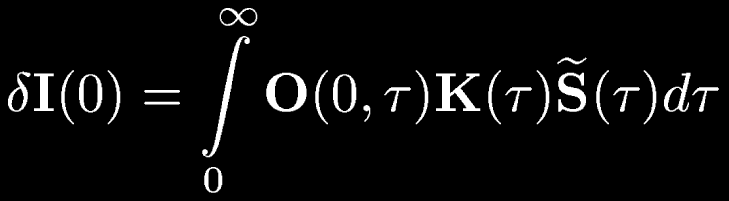 δ𝐈(0) = ∫₀^∞ 𝐎(0, τ)𝐊(τ)𝐒̃(τ)dτ